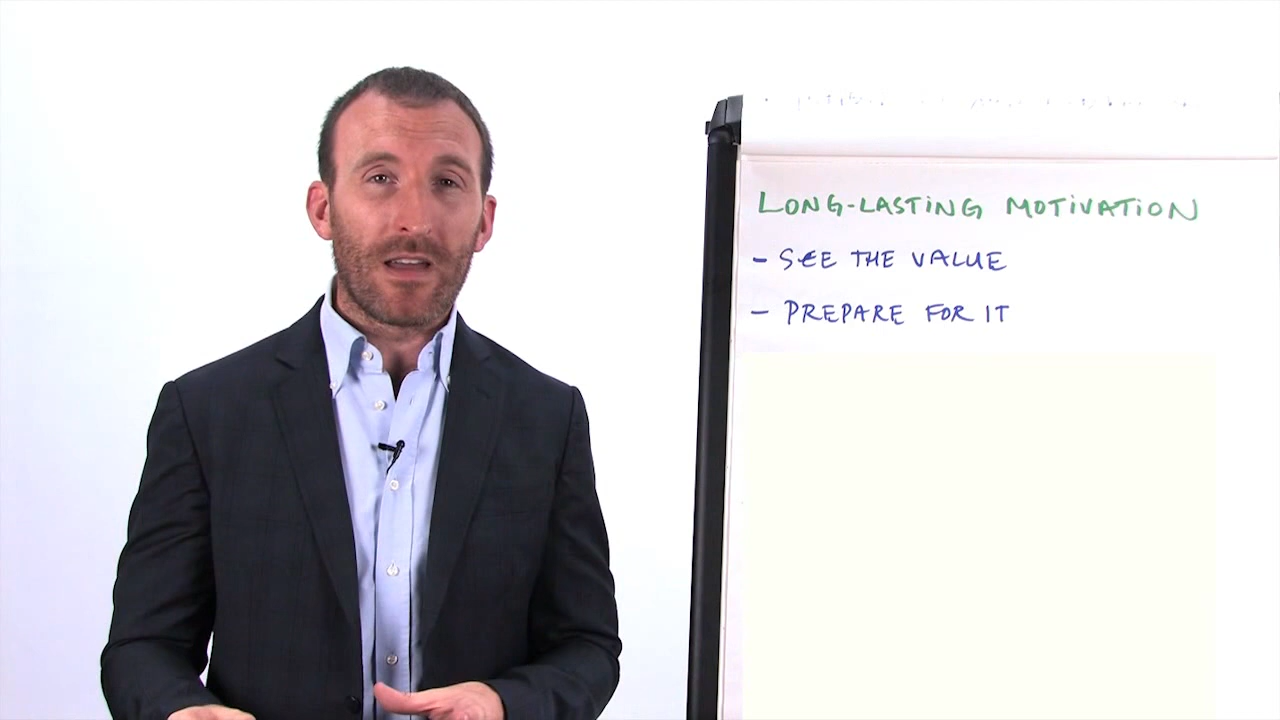 LONG-LASTING MOTIVATION
- SEE THE VALUE
- PREPARE FOR IT